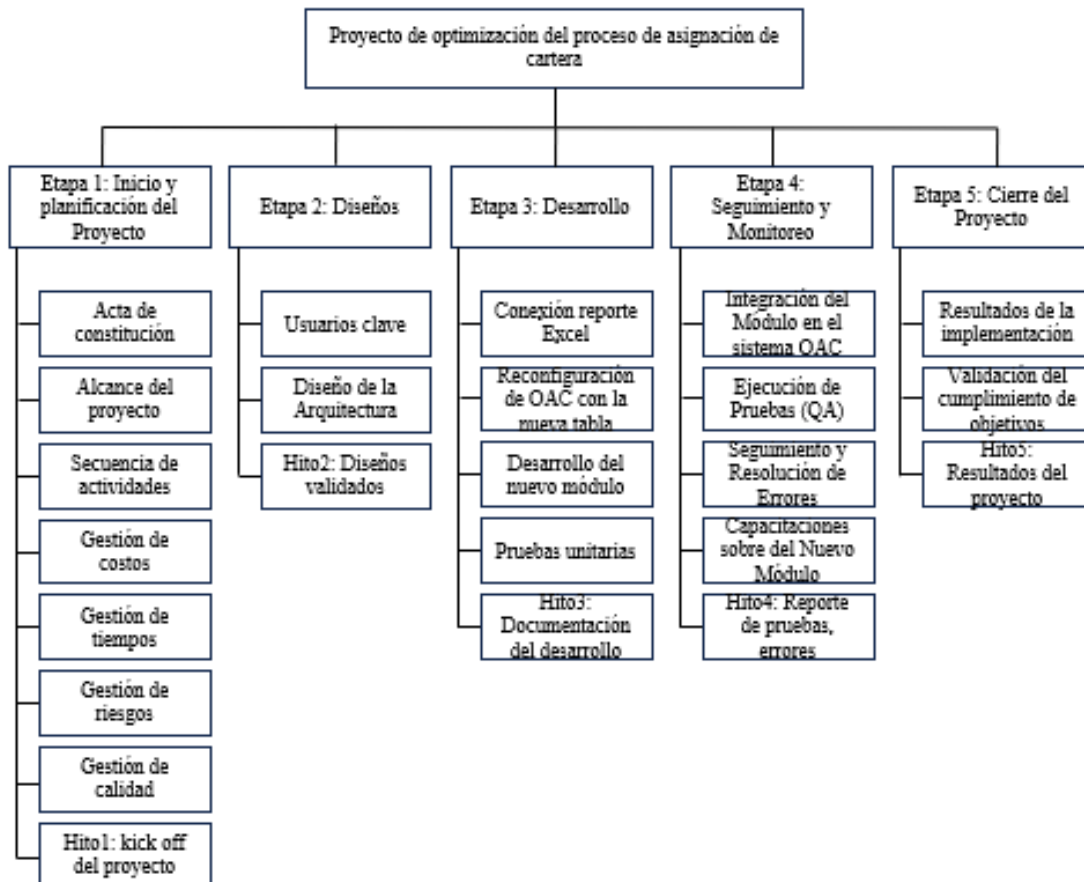 Proyecto de optimización del proceso de asignación de
cartera
Etapa 1: Inicio y
planificación del
Proyecto
Acta de
constitución
Alcance del
proyecto
Secuencia de
actividades
Gestión de
costos
Gestión de
tiempos
Gestión de
riesgos
Gestión de
calidad
Hito1: kick off
del proyecto
Etapa 2: Diseños
Usuarios clave
Diseño de la
Arquitectura
Hito2: Diseños
validados
Etapa 3: Desarrollo
Conexión reporte
Excel
Reconfiguración
de OAC con la
nueva tabla
Desarrollo del
nuevo módulo
Pruebas unitarias
Hito3:
Documentación
del desarrollo
Etapa 4:
Seguimiento y
Monitoreo
Integración del
Módulo en el
sistema OAC
Ejecución de
Pruebas (QA)
Seguimiento y
Resolución de
Errores
Capacitaciones
sobre del Nuevo
Módulo
Hito4: Reporte
de pruebas,
errores
Etapa 5: Cierre del
Proyecto
Resultados de la
implementación
Validación del
cumplimiento de
objetivos
Hito5:
Resultados del
proyecto